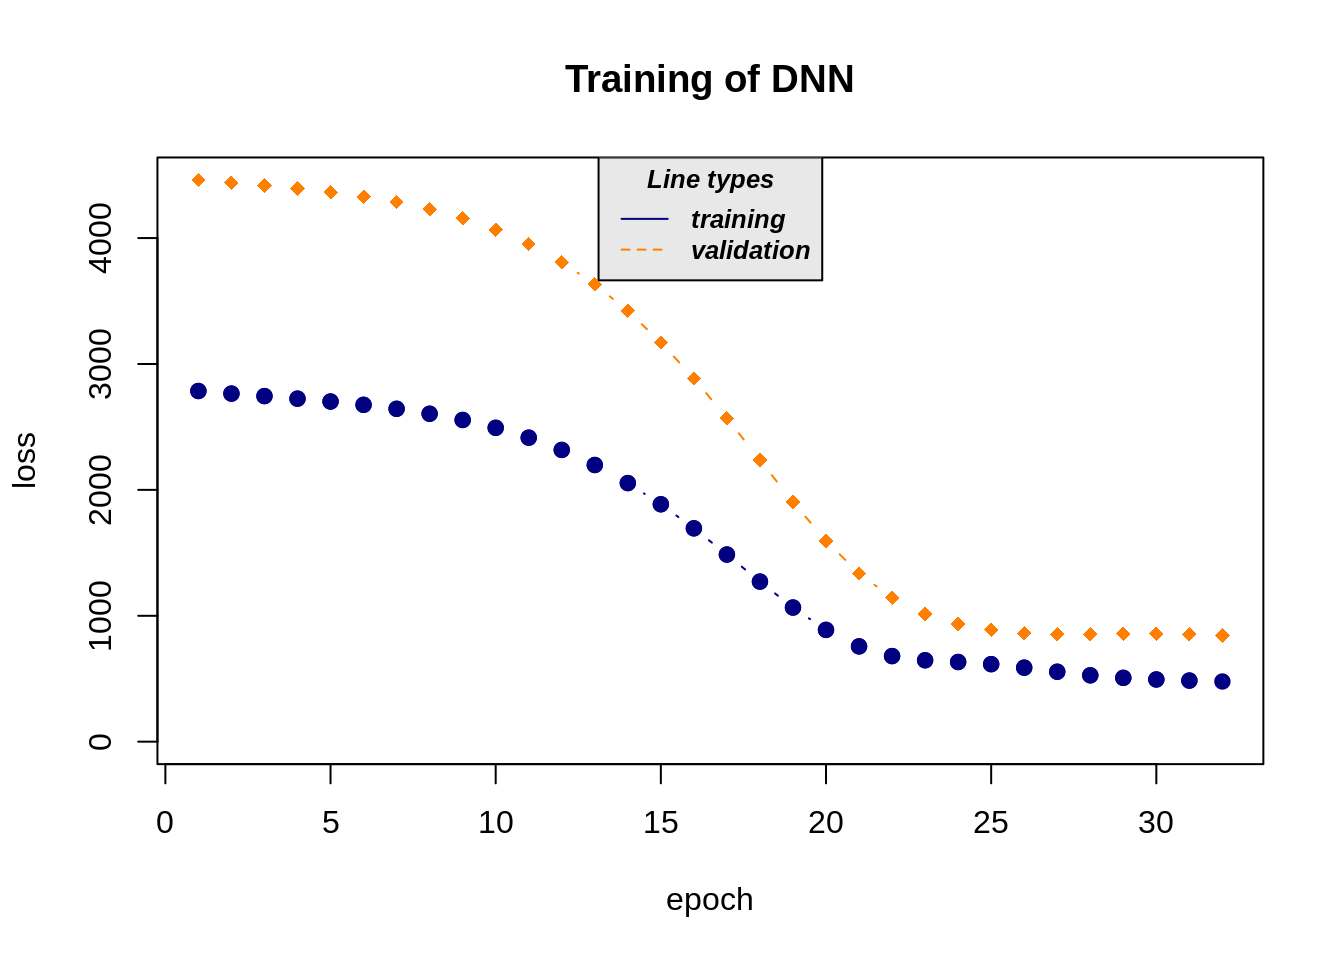 Training of DNN
Line types
training
validation
loss
4000
3000
2000
1000
0
0 5 10 15 20 25 30
epoch